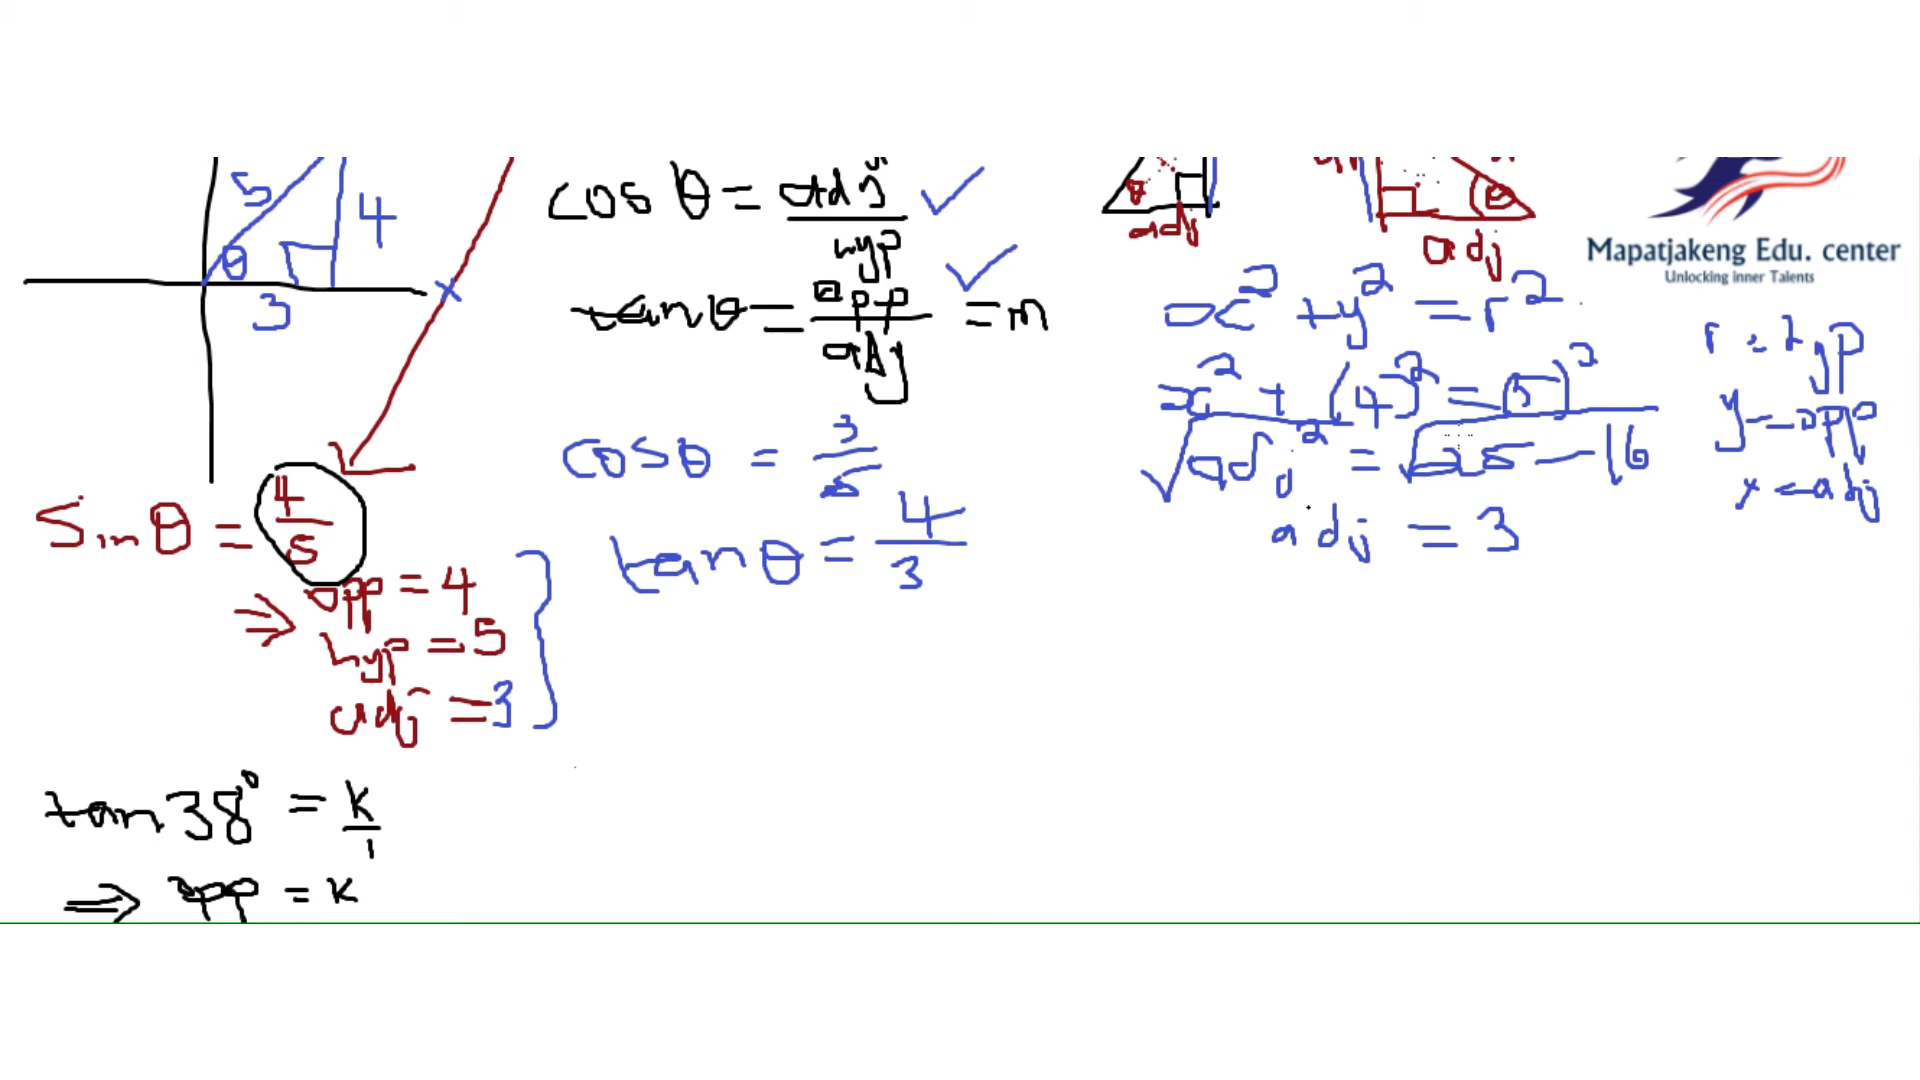 5
4
θ
3
x
sin θ = 4/5
opp = 4
⇒ hyp = 5
adj = 3
tan 38° = k/1
⇒ opp = k
cos θ = adj/hyp ✓
tan θ = opp/adj = m ✓
cos θ = 3/5
tan θ = 4/3
θ
adj
θ
adj
x² + y² = r²
x² + (4)² = (5)²
√adj² = √25 - 16
adj = 3
r = hyp
y = opp
x = adj
Mapatjakeng Edu. center
Unlocking Inner Talents